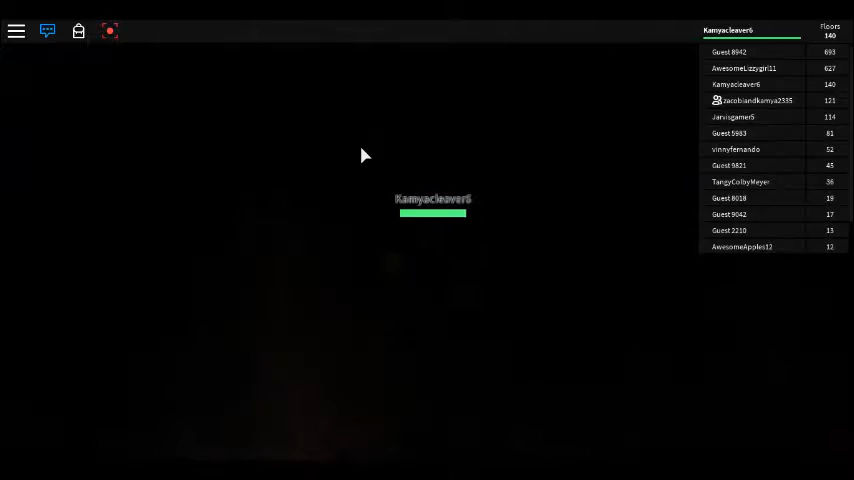 Kamyacleaver6 Floors
140
Guest 8942 693
AwesomeLizzygirl11 627
Kamyacleaver6 140
zacobiandkamya2335 121
Jarvisgamer5 114
Guest 5983 81
vinnyfernando 52
Guest 9821 45
TangyColbyMeyer 36
Guest 8018 19
Guest 9042 17
Guest 2210 13
AwesomeApples12 12
Kamyacleaver6